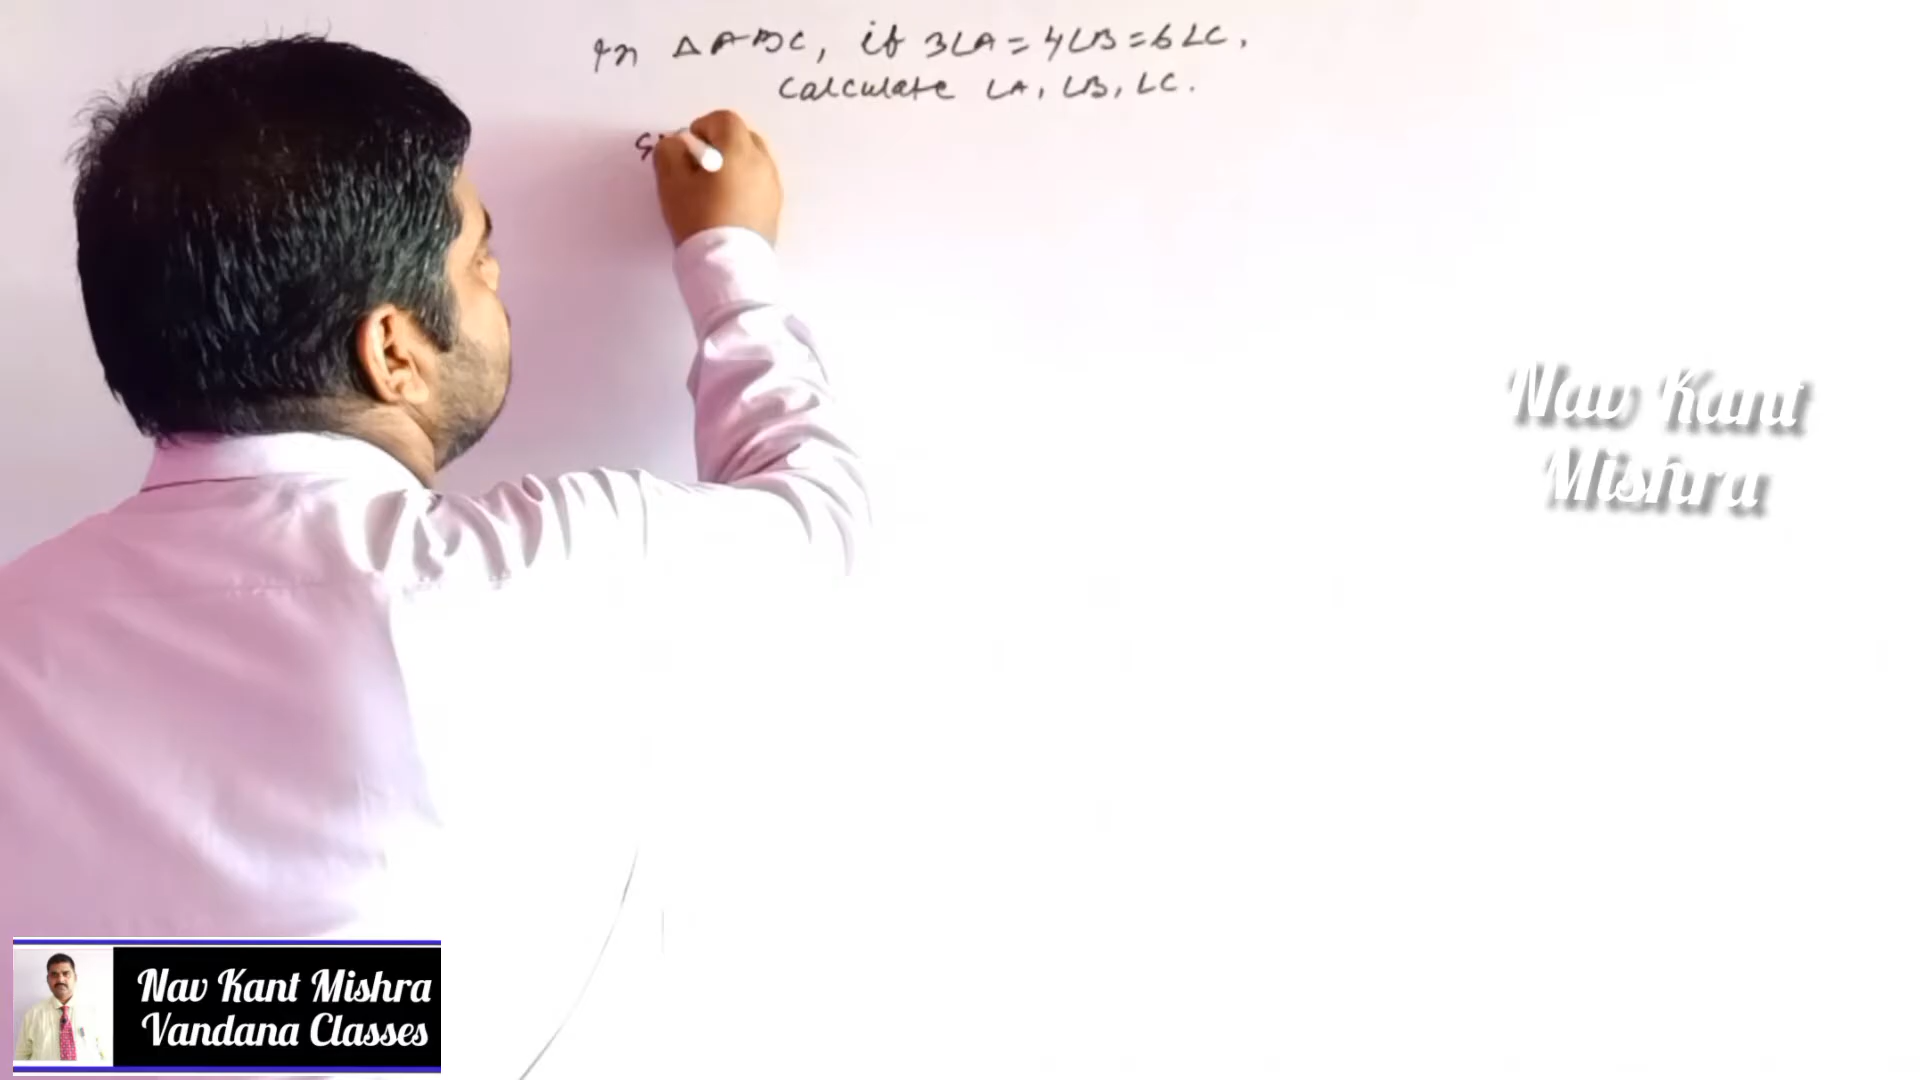 In △ABC, if 3∠A = 4∠B = 6∠C.
Calculate ∠A, ∠B, ∠C.
Nav Kant
Mishra
Nav Kant Mishra
Vandana Classes